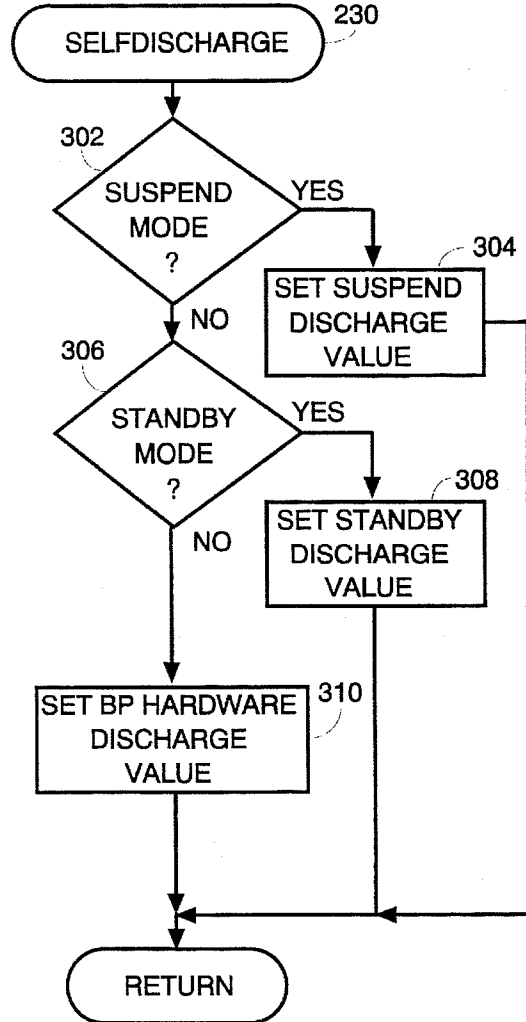 SELFDISCHARGE
230
302
SUSPEND
MODE
?
YES
304
SET SUSPEND
DISCHARGE
VALUE
NO
306
STANDBY
MODE
?
YES
308
SET STANDBY
DISCHARGE
VALUE
NO
310
SET BP HARDWARE
DISCHARGE
VALUE
RETURN